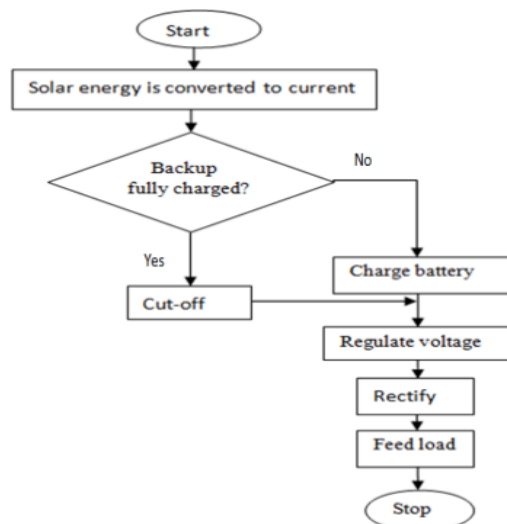 Start
Solar energy is converted to current
Backup
fully charged?
No
Yes
Charge battery
Cut-off
Regulate voltage
Rectify
Feed load
Stop